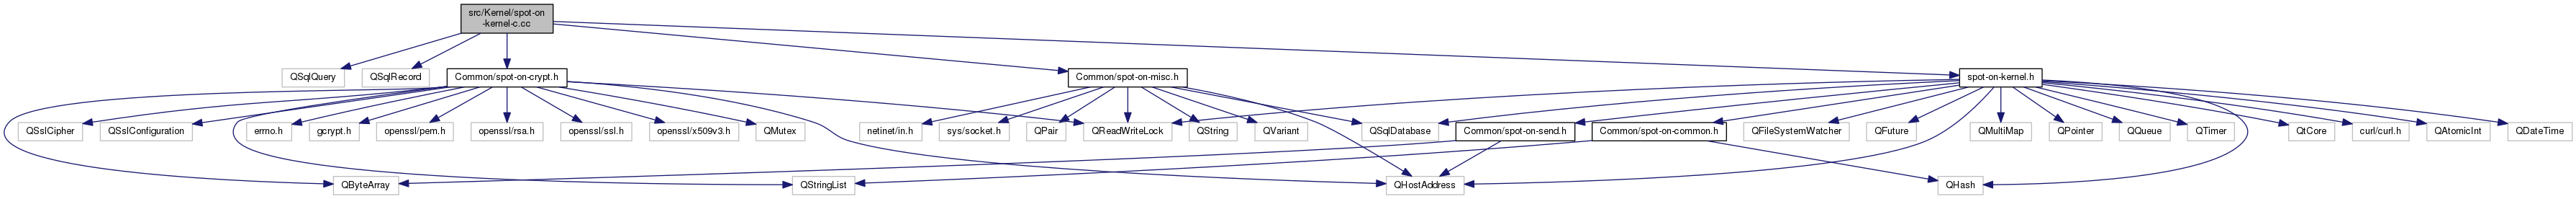 src/Kernel/spot-on
-kernel-c.cc
QSqlQuery
QSqlRecord
Common/spot-on-crypt.h
Common/spot-on-misc.h
spot-on-kernel.h
QSslCipher
QSslConfiguration
errno.h
gcrypt.h
openssl/pem.h
openssl/rsa.h
openssl/ssl.h
openssl/x509v3.h
QMutex
netinet/in.h
sys/socket.h
QPair
QReadWriteLock
QString
QVariant
QSqlDatabase
Common/spot-on-send.h
Common/spot-on-common.h
QFileSystemWatcher
QFuture
QMultiMap
QPointer
QQueue
QTimer
QtCore
curl/curl.h
QAtomicInt
QDateTime
QByteArray
QStringList
QHostAddress
QHash